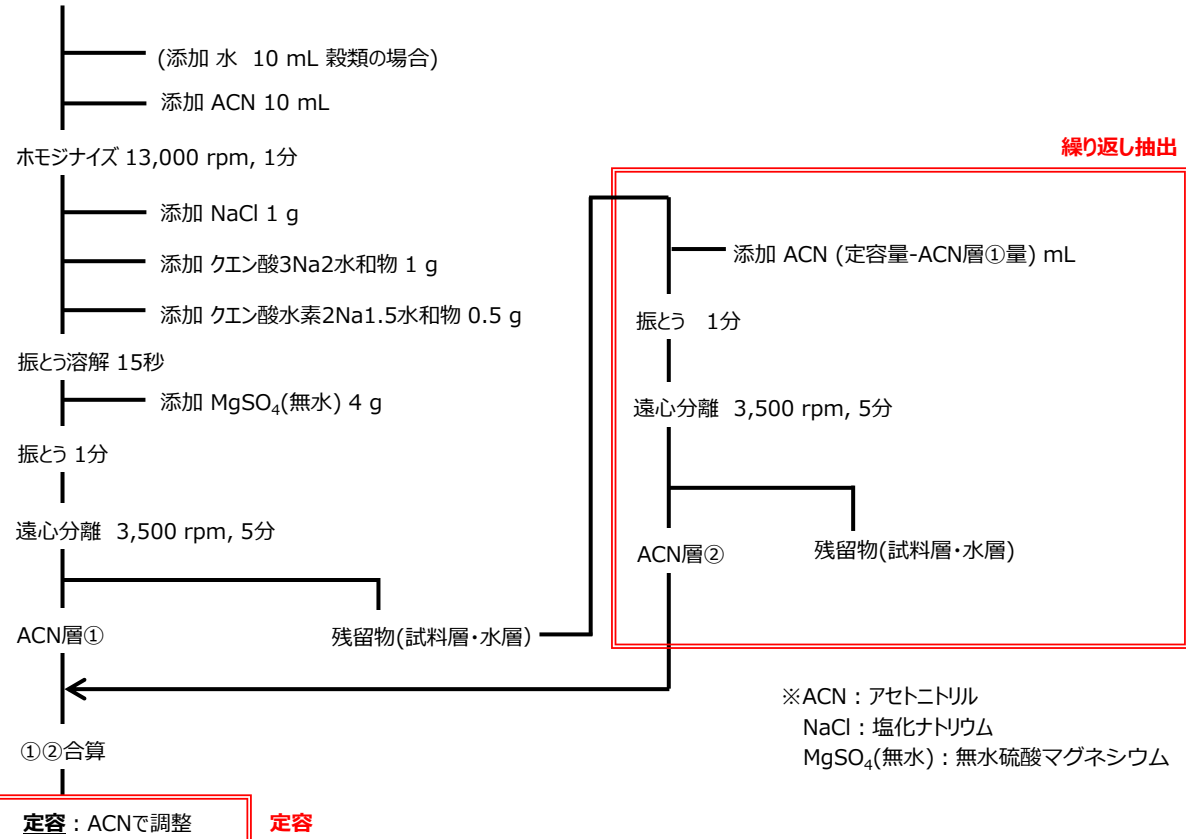 (添加 水 10 mL 穀類の場合)
添加 ACN 10 mL
ホモジナイズ 13,000 rpm, 1分
添加 NaCl 1 g
添加 クエン酸3Na2水和物 1 g
添加 クエン酸水素2Na1.5水和物 0.5 g
振とう溶解 15秒
添加 MgSO₄(無水) 4 g
振とう 1分
遠心分離 3,500 rpm, 5分
ACN層①
残留物(試料層・水層)
繰り返し抽出
添加 ACN (定容量-ACN層①量) mL
振とう 1分
遠心分離 3,500 rpm, 5分
ACN層②
残留物(試料層・水層)
①②合算
定容:ACNで調整
定容
※ACN:アセトニトリル
NaCl:塩化ナトリウム
MgSO₄(無水):無水硫酸マグネシウム